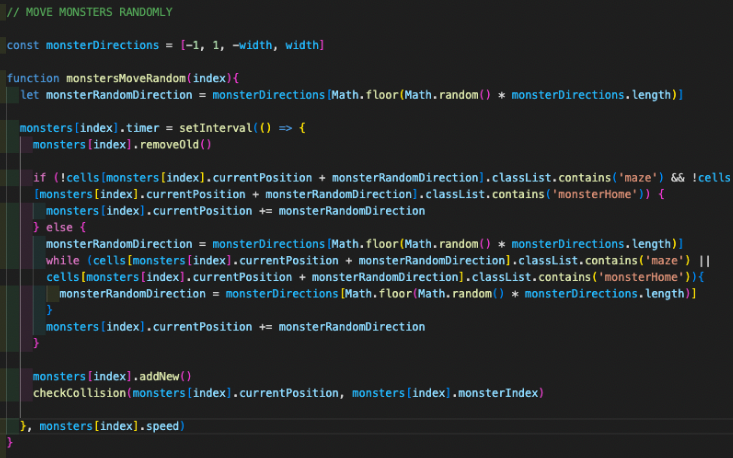 // MOVE MONSTERS RANDOMLY
const monsterDirections = [-1, 1, -width, width]
function monstersMoveRandom(index){
let monsterRandomDirection = monsterDirections[Math.floor(Math.random() * monsterDirections.length)]
monsters[index].timer = setInterval(() => {
monsters[index].removeOld()
if (!cells[monsters[index].currentPosition + monsterRandomDirection].classList.contains('maze') && !cells
[monsters[index].currentPosition + monsterRandomDirection].classList.contains('monsterHome')) {
monsters[index].currentPosition += monsterRandomDirection
} else {
monsterRandomDirection = monsterDirections[Math.floor(Math.random() * monsterDirections.length)]
while (cells[monsters[index].currentPosition + monsterRandomDirection].classList.contains('maze') ||
cells[monsters[index].currentPosition + monsterRandomDirection].classList.contains('monsterHome')){
monsterRandomDirection = monsterDirections[Math.floor(Math.random() * monsterDirections.length)]
}
monsters[index].currentPosition += monsterRandomDirection
}
monsters[index].addNew()
checkCollision(monsters[index].currentPosition, monsters[index].monsterIndex)
}, monsters[index].speed)
}